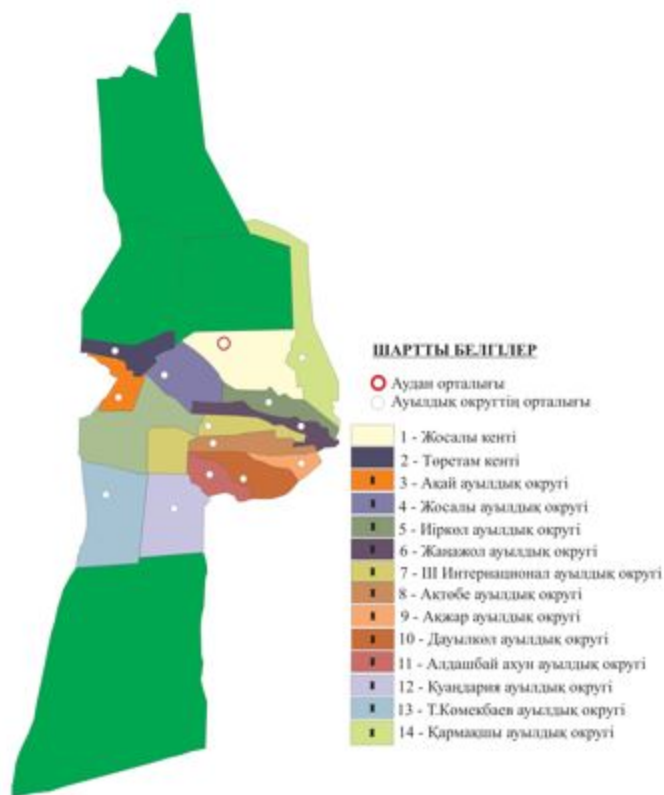 ШАРТТЫ БЕЛГІЛЕР
Аудан орталығы
Ауылдық округтің орталығы
1 - Жосалы кенті
2 - Төретам кенті
3 - Ақай ауылдық округі
4 - Жосалы ауылдық округі
5 - Иіркөл ауылдық округі
6 - Жаңажол ауылдық округі
7 - ІІІ Интернационал ауылдық округі
8 - Ақтөбе ауылдық округі
9 - Ақжар ауылдық округі
10 - Дауылкөл ауылдық округі
11 - Алдашбай ахун ауылдық округі
12 - Куаңдария ауылдық округі
13 - Т.Көмекбаев ауылдық округі
14 - Қармақшы ауылдық округі